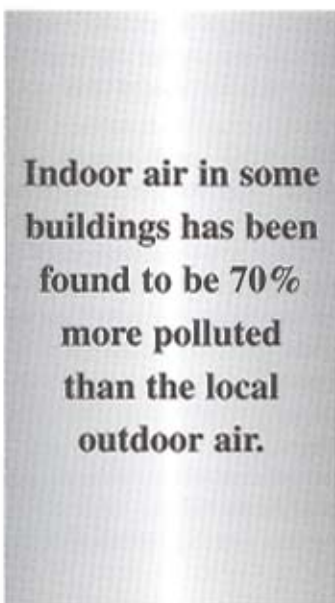 Indoor air in some
buildings has been
found to be 70%
more polluted
than the local
outdoor air.